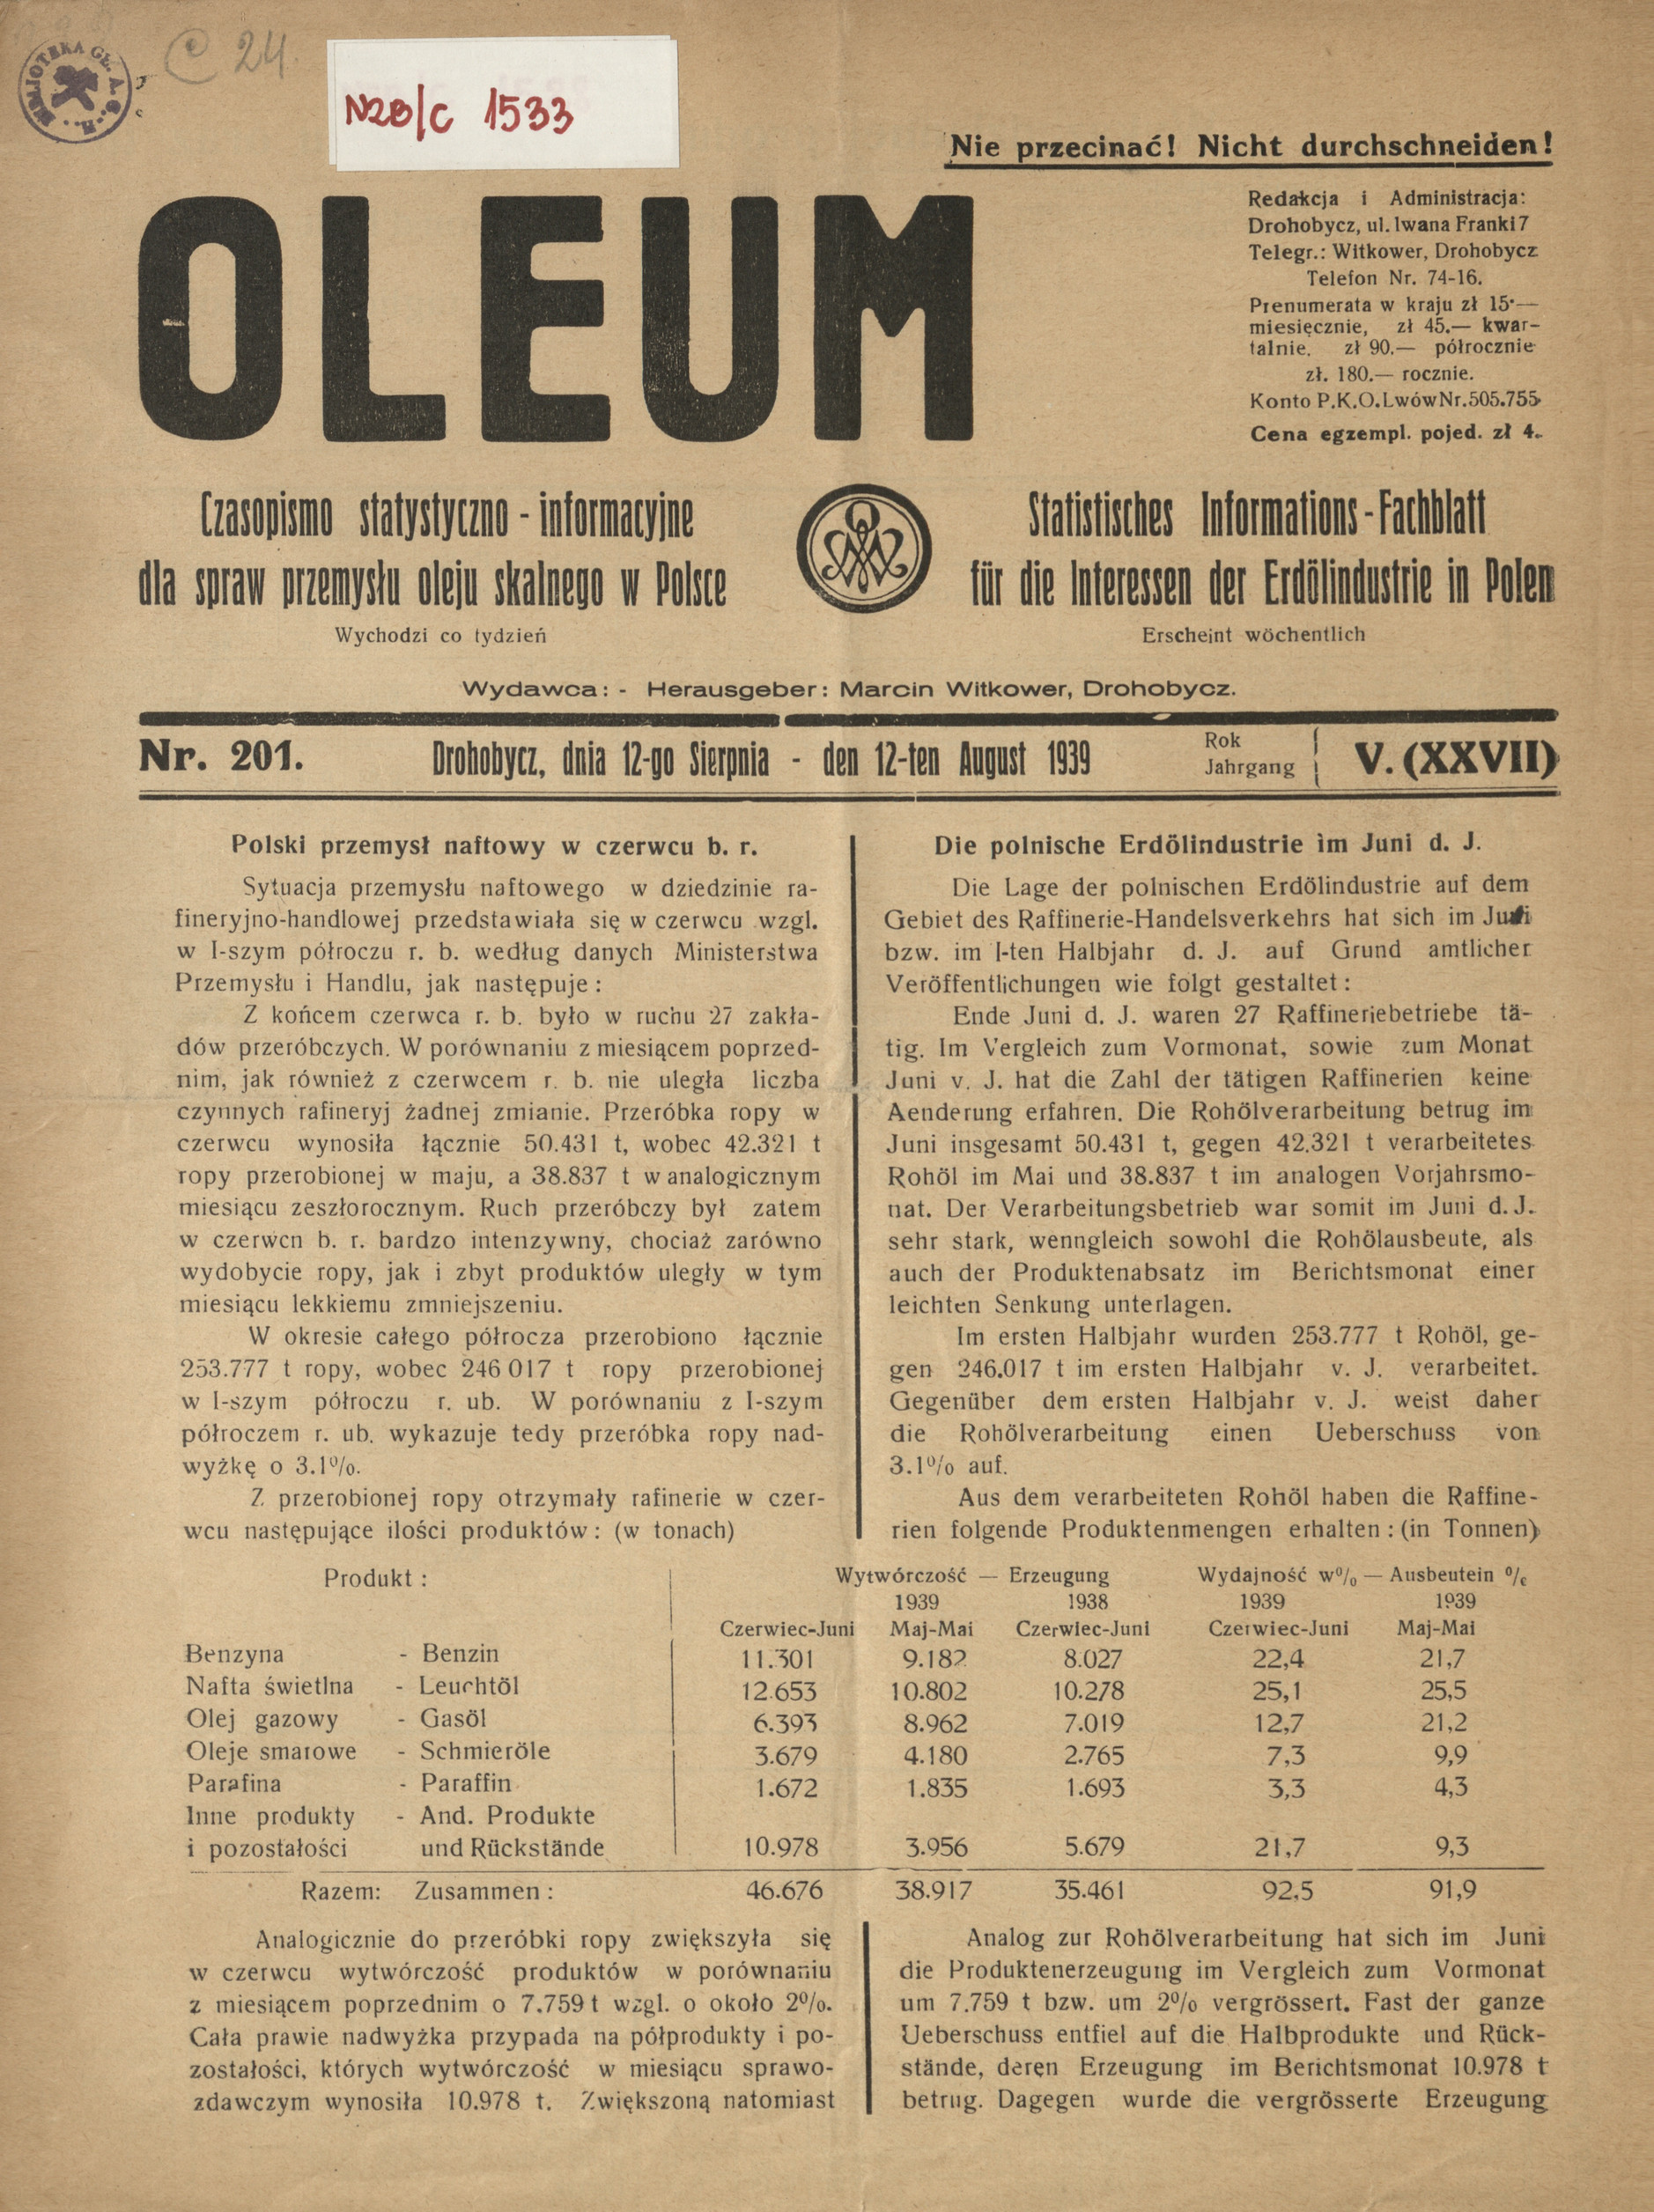 C 24.
BIBLJOTEKA GŁ. A. G. H.
N2B/C 1533
Nie przecinać! Nicht durchschneiden!
OLEUM
Redakcja i Administracja:
Drohobycz, ul. Iwana Franki 7
Telegr.: Witkower, Drohobycz
Telefon Nr. 74-16.
Prenumerata w kraju zł 15·—
miesięcznie, zł 45.— kwar-
talnie. zł 90.— półrocznie
zł. 180.— rocznie.
Konto P.K.O. Lwów Nr. 505.755
Cena egzempl. pojed. zł 4.-
Czasopismo statystyczno - informacyjne
dla spraw przemysłu oleju skalnego w Polsce
Wychodzi co tydzień
Statistisches Informations - Fachblatt
für die Interessen der Erdölindustrie in Polen
Erscheint wöchentlich
Wydawca: - Herausgeber: Marcin Witkower, Drohobycz.
Nr. 201. Drohobycz, dnia 12-go Sierpnia - den 12-ten August 1939 Rok Jahrgang V. (XXVII)
Polski przemysł naftowy w czerwcu b. r.
Sytuacja przemysłu naftowego w dziedzinie ra-
fineryjno-handlowej przedstawiała się w czerwcu wzgl.
w I-szym półroczu r. b. według danych Ministerstwa
Przemysłu i Handlu, jak następuje:
Z końcem czerwca r. b. było w ruchu 27 zakła-
dów przeróbczych. W porównaniu z miesiącem poprzed-
nim, jak również z czerwcem r. b. nie uległa liczba
czynnych rafineryj żadnej zmianie. Przeróbka ropy w
czerwcu wynosiła łącznie 50.431 t, wobec 42.321 t
ropy przerobionej w maju, a 38.837 t w analogicznym
miesiącu zeszłorocznym. Ruch przeróbczy był zatem
w czerwcn b. r. bardzo intenzywny, chociaż zarówno
wydobycie ropy, jak i zbyt produktów uległy w tym
miesiącu lekkiemu zmniejszeniu.
W okresie całego półrocza przerobiono łącznie
253.777 t ropy, wobec 246 017 t ropy przerobionej
w I-szym półroczu r. ub. W porównaniu z I-szym
półroczem r. ub. wykazuje tedy przeróbka ropy nad-
wyżkę o 3.1%.
Z przerobionej ropy otrzymały rafinerie w czer-
wcu następujące ilości produktów: (w tonach)
Die polnische Erdölindustrie im Juni d. J.
Die Lage der polnischen Erdölindustrie auf dem
Gebiet des Raffinerie-Handelsverkehrs hat sich im Juni
bzw. im I-ten Halbjahr d. J. auf Grund amtlicher
Veröffentlichungen wie folgt gestaltet:
Ende Juni d. J. waren 27 Raffineriebetriebe tä-
tig. Im Vergleich zum Vormonat, sowie zum Monat
Juni v. J. hat die Zahl der tätigen Raffinerien keine
Aenderung erfahren. Die Rohölverarbeitung betrug im
Juni insgesamt 50.431 t, gegen 42.321 t verarbeitetes
Rohöl im Mai und 38.837 t im analogen Vorjahrsmo-
nat. Der Verarbeitungsbetrieb war somit im Juni d. J.
sehr stark, wenngleich sowohl die Rohölausbeute, als
auch der Produktenabsatz im Berichtsmonat einer
leichten Senkung unterlagen.
Im ersten Halbjahr wurden 253.777 t Rohöl, ge-
gen 246.017 t im ersten Halbjahr v. J. verarbeitet.
Gegenüber dem ersten Halbjahr v. J. weist daher
die Rohölverarbeitung einen Ueberschuss von
3.1% auf.
Aus dem verarbeiteten Rohöl haben die Raffine-
rien folgende Produktenmengen erhalten: (in Tonnen)
Produkt: Wytwórczość — Erzeugung Wydajność w% — Ausbeutein %
1939 1938 1939 1939
Czerwiec-Juni Maj-Mai Czerwiec-Juni Czerwiec-Juni Maj-Mai
Benzyna - Benzin 11.301 9.182 8.027 22,4 21,7
Nafta świetlna - Leuchtöl 12.653 10.802 10.278 25,1 25,5
Olej gazowy - Gasöl 6.393 8.962 7.019 12,7 21,2
Oleje smarowe - Schmieröle 3.679 4.180 2.765 7,3 9,9
Parafina - Paraffin 1.672 1.835 1.693 3,3 4,3
Inne produkty - And. Produkte
i pozostałości und Rückstände 10.978 3.956 5.679 21,7 9,3
Razem: Zusammen: 46.676 38.917 35.461 92,5 91,9
Analogicznie do przeróbki ropy zwiększyła się
w czerwcu wytwórczość produktów w porównaniu
z miesiącem poprzednim o 7.759 t wzgl. o około 2%.
Cała prawie nadwyżka przypada na półprodukty i po-
zostałości, których wytwórczość w miesiącu sprawo-
zdawczym wynosiła 10.978 t. Zwiększoną natomiast
Analog zur Rohölverarbeitung hat sich im Juni
die Produktenerzeugung im Vergleich zum Vormonat
um 7.759 t bzw. um 2% vergrössert. Fast der ganze
Ueberschuss entfiel auf die Halbprodukte und Rück-
stände, deren Erzeugung im Berichtsmonat 10.978 t
betrug. Dagegen wurde die vergrösserte Erzeugung